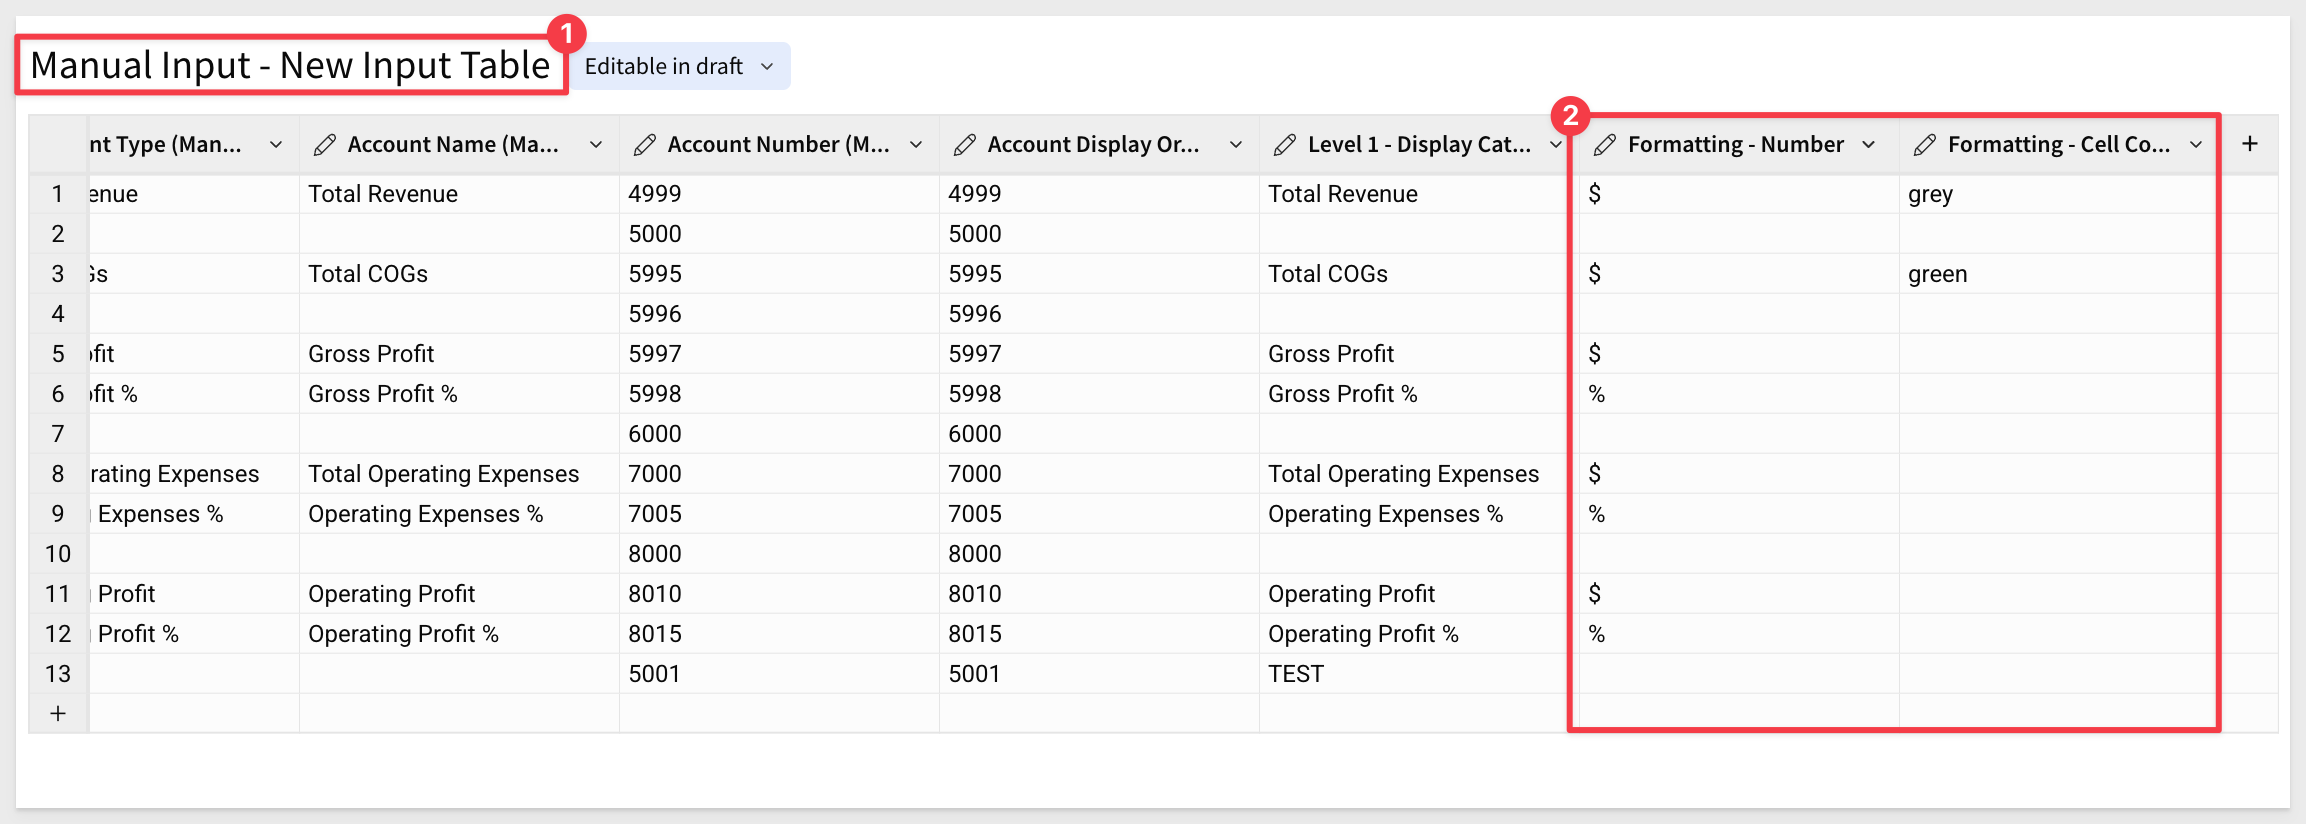 1
Manual Input - New Input Table Editable in draft
2
nt Type (Man... Account Name (Ma... Account Number (M... Account Display Or... Level 1 - Display Cat... Formatting - Number Formatting - Cell Co... +
1 enue Total Revenue 4999 4999 Total Revenue $ grey
2 5000 5000
3 Gs Total COGs 5995 5995 Total COGs $ green
4 5996 5996
5 ofit Gross Profit 5997 5997 Gross Profit $
6 ofit % Gross Profit % 5998 5998 Gross Profit % %
7 6000 6000
8 rating Expenses Total Operating Expenses 7000 7000 Total Operating Expenses $
9 Expenses % Operating Expenses % 7005 7005 Operating Expenses % %
10 8000 8000
11 Profit Operating Profit 8010 8010 Operating Profit $
12 Profit % Operating Profit % 8015 8015 Operating Profit % %
13 5001 5001 TEST
+